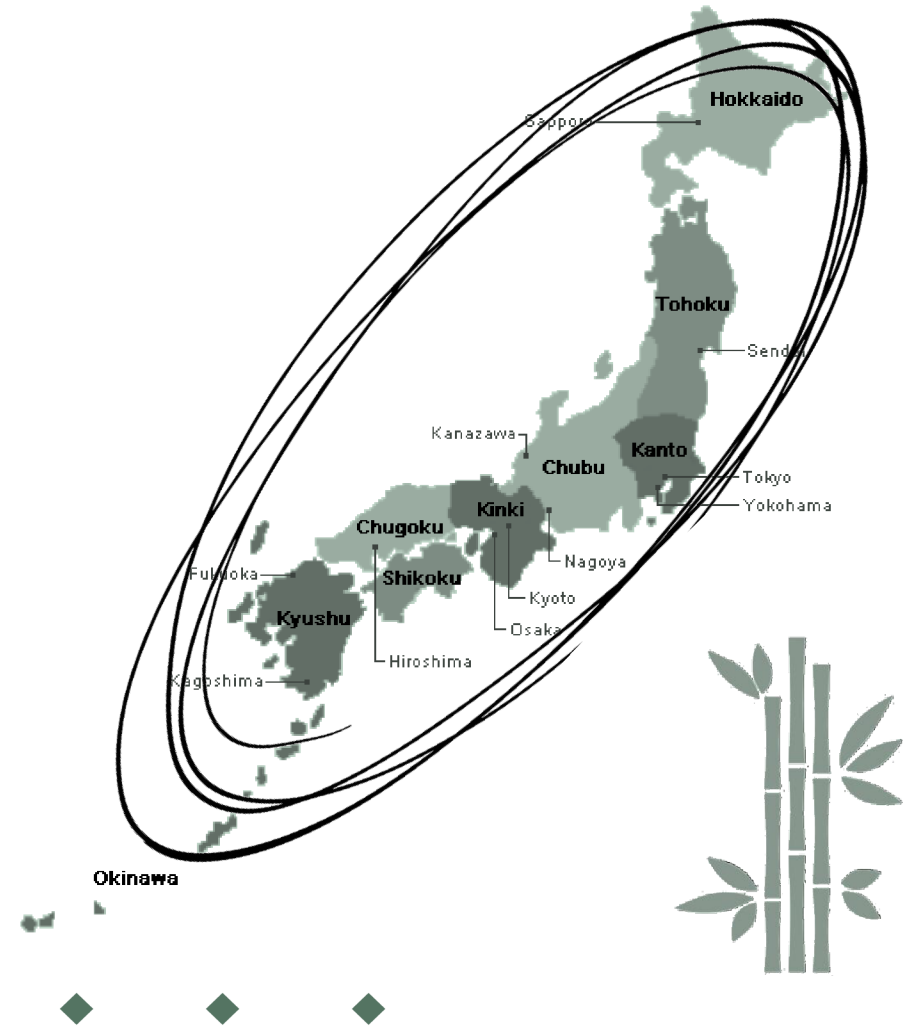 Hokkaido
Sapporo
Tohoku
Sendai
Kanazawa
Kanto
Chubu
Tokyo
Yokohama
Kinki
Chugoku
Nagoya
Fukuoka
Shikoku
Kyoto
Kyushu
Osaka
Hiroshima
Kagoshima
Okinawa